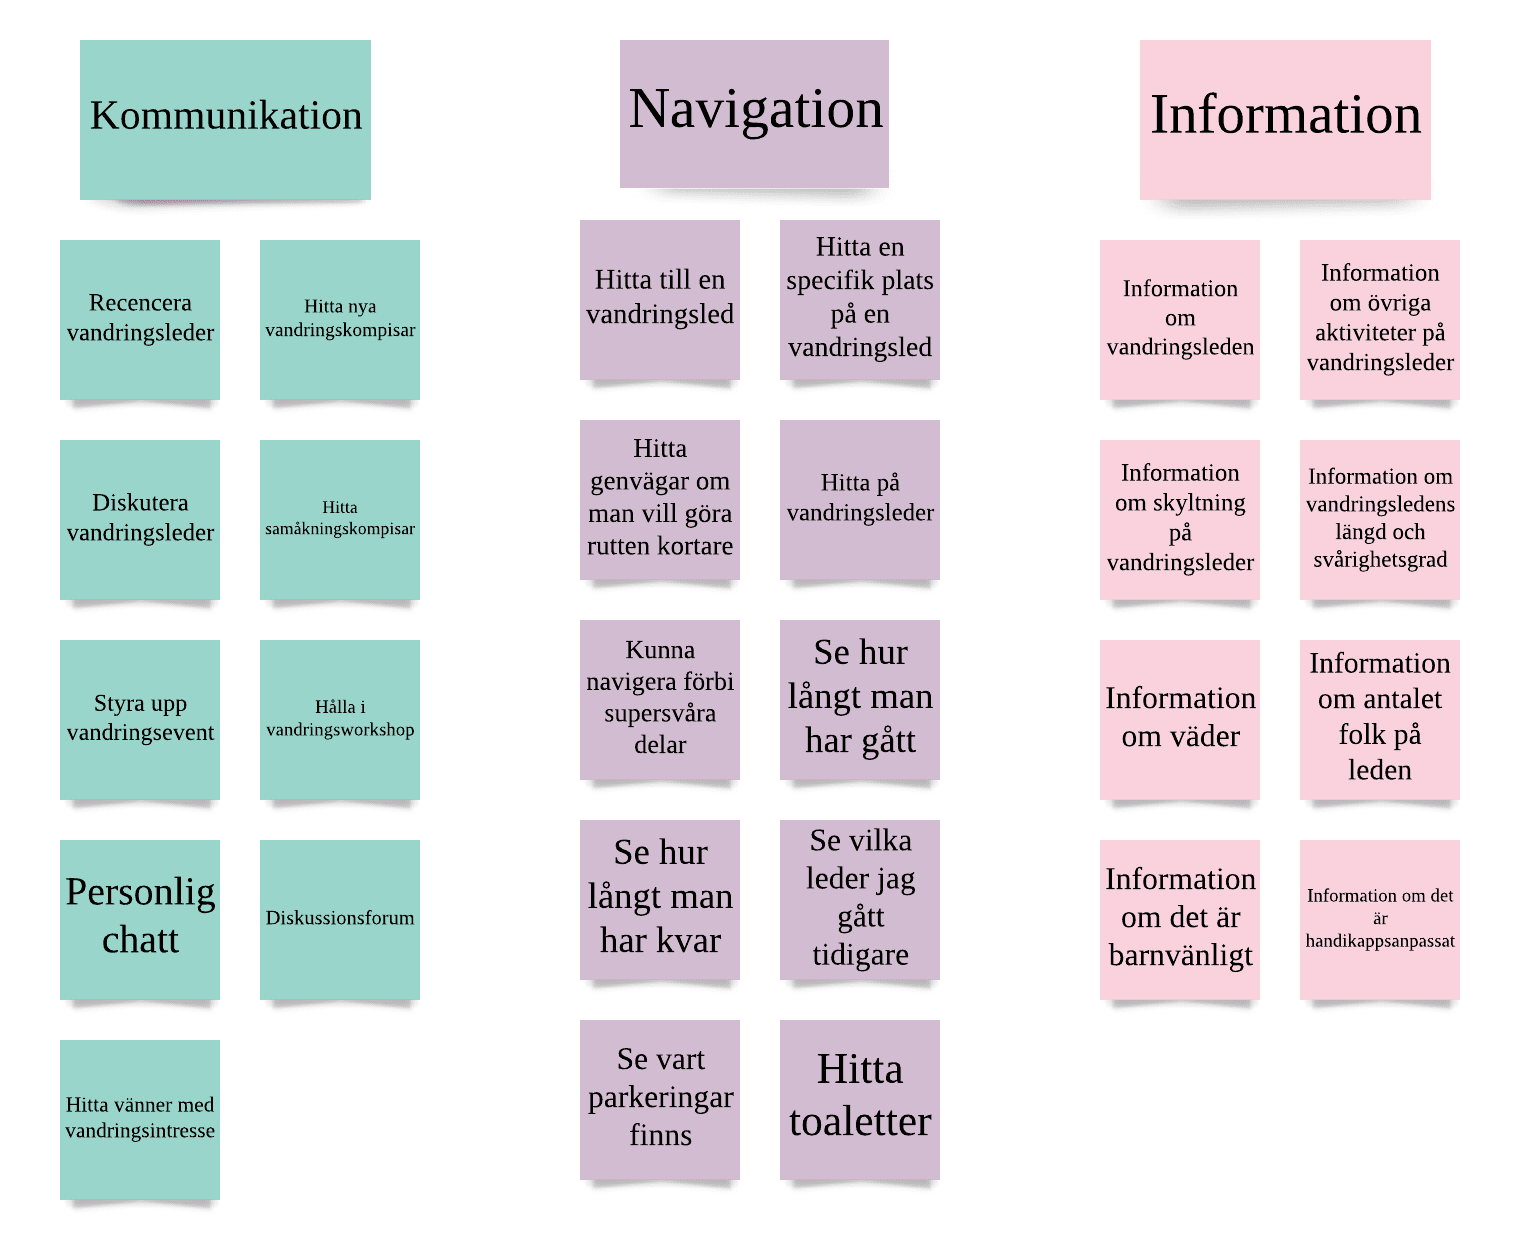 Kommunikation
Recencera
vandringsleder
Hitta nya
vandringskompisar
Diskutera
vandringsleder
Hitta
samåkningskompisar
Styra upp
vandringsevent
Hålla i
vandringsworkshop
Personlig
chatt
Diskussionsforum
Hitta vänner med
vandringsintresse
Navigation
Hitta till en
vandringsled
Hitta en
specifik plats
på en
vandringsled
Hitta
genvägar om
man vill göra
rutten kortare
Hitta på
vandringsleder
Kunna
navigera förbi
supersvåra
delar
Se hur
långt man
har gått
Se hur
långt man
har kvar
Se vilka
leder jag
gått
tidigare
Se vart
parkeringar
finns
Hitta
toaletter
Information
Information
om
vandringsleden
Information
om övriga
aktiviteter på
vandringsleder
Information
om skyltning
på
vandringsleder
Information om
vandringsledens
längd och
svårighetsgrad
Information
om väder
Information
om antalet
folk på
leden
Information
om det är
barnvänligt
Information om det
är
handikappsanpassat